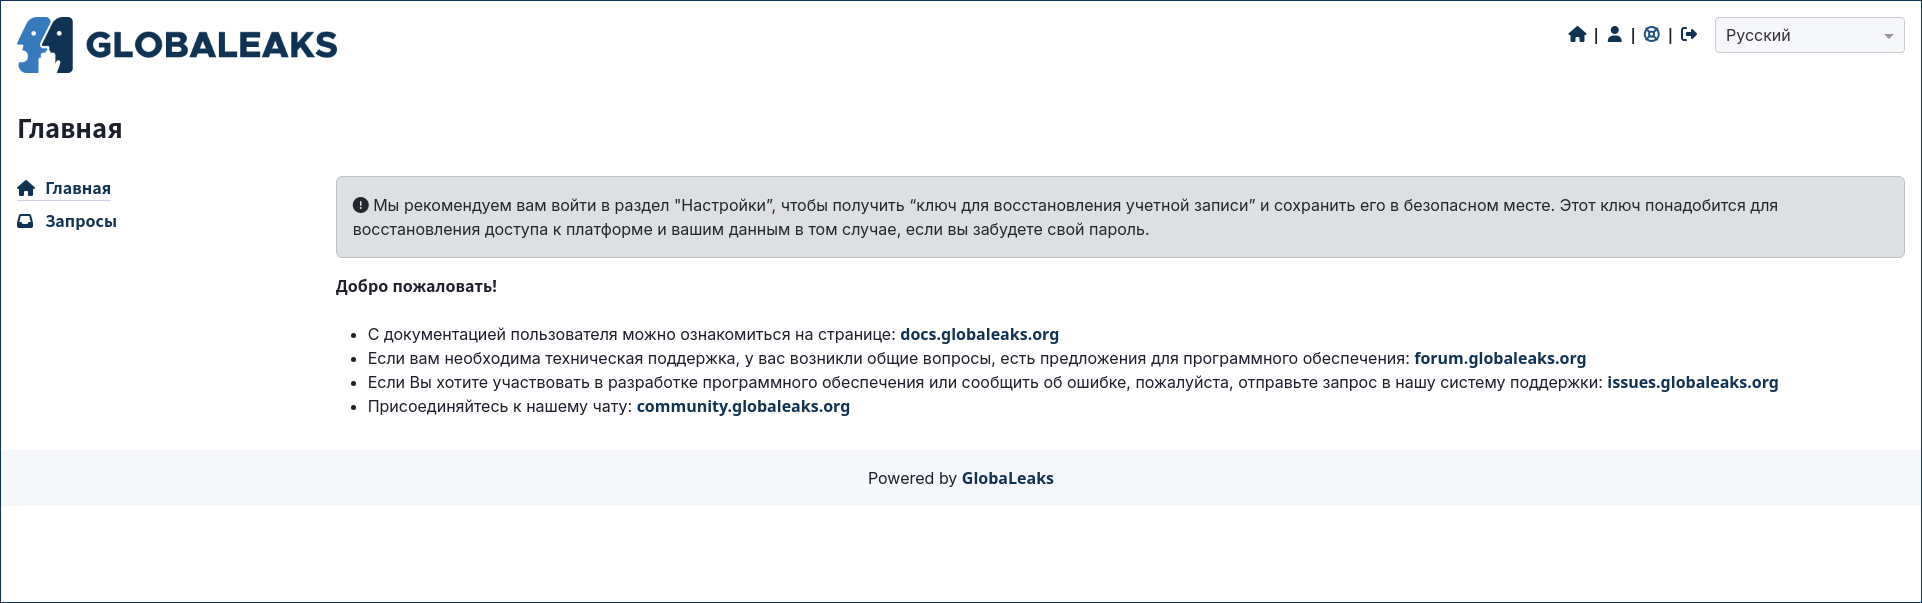 GLOBALEAKS
| | | Русский
Главная
Главная
Запросы
Мы рекомендуем вам войти в раздел "Настройки”, чтобы получить “ключ для восстановления учетной записи” и сохранить его в безопасном месте. Этот ключ понадобится для
восстановления доступа к платформе и вашим данным в том случае, если вы забудете свой пароль.
Добро пожаловать!
• С документацией пользователя можно ознакомиться на странице: docs.globaleaks.org
• Если вам необходима техническая поддержка, у вас возникли общие вопросы, есть предложения для программного обеспечения: forum.globaleaks.org
• Если Вы хотите участвовать в разработке программного обеспечения или сообщить об ошибке, пожалуйста, отправьте запрос в нашу систему поддержки: issues.globaleaks.org
• Присоединяйтесь к нашему чату: community.globaleaks.org
Powered by GlobaLeaks